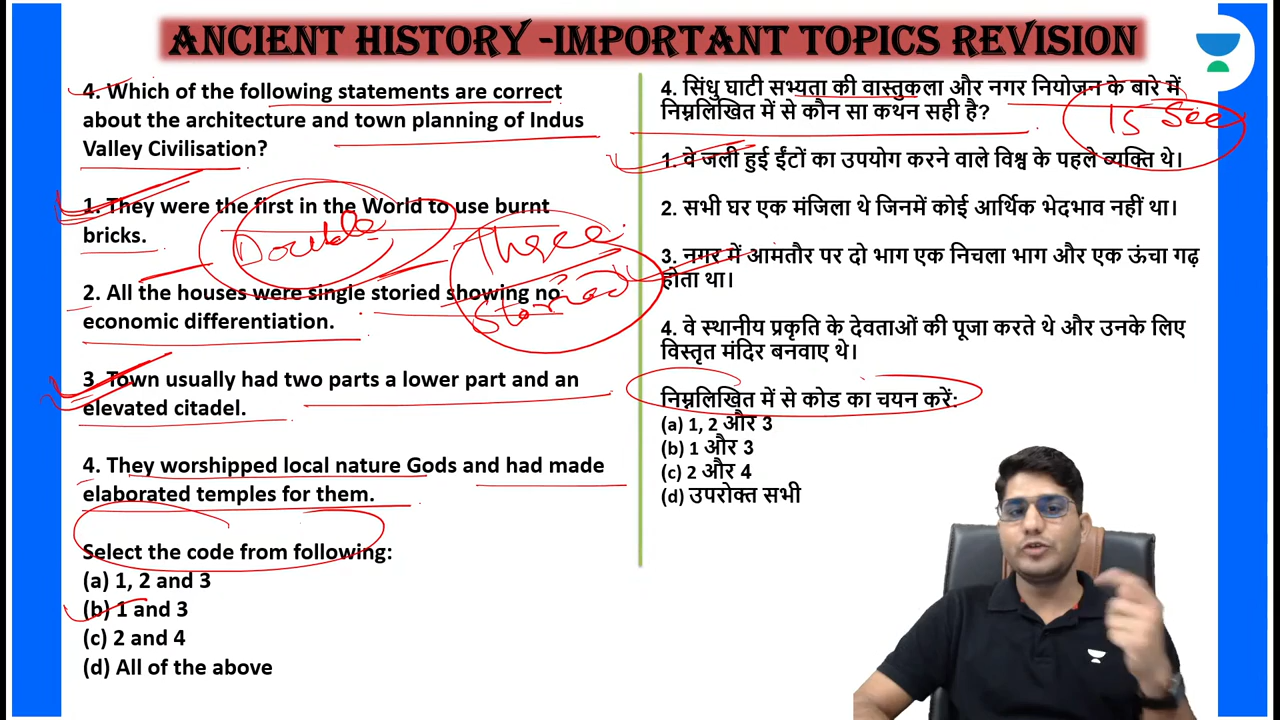 ANCIENT HISTORY -IMPORTANT TOPICS REVISION
4. Which of the following statements are correct
about the architecture and town planning of Indus
Valley Civilisation?
1. They were the first in the World to use burnt
bricks.
Double
Three
Storied
2. All the houses were single storied showing no
economic differentiation.
3. Town usually had two parts a lower part and an
elevated citadel.
4. They worshipped local nature Gods and had made
elaborated temples for them.
Select the code from following:
(a) 1, 2 and 3
(b) 1 and 3
(c) 2 and 4
(d) All of the above
4. सिंधु घाटी सभ्यता की वास्तुकला और नगर नियोजन के बारे में
निम्नलिखित में से कौन सा कथन सही है?
15 See
1. वे जली हुई ईंटों का उपयोग करने वाले विश्व के पहले व्यक्ति थे।
2. सभी घर एक मंजिला थे जिनमें कोई आर्थिक भेदभाव नहीं था।
3. नगर में आमतौर पर दो भाग एक निचला भाग और एक ऊंचा गढ़
होता था।
4. वे स्थानीय प्रकृति के देवताओं की पूजा करते थे और उनके लिए
विस्तृत मंदिर बनवाए थे।
निम्नलिखित में से कोड का चयन करें:
(a) 1, 2 और 3
(b) 1 और 3
(c) 2 और 4
(d) उपरोक्त सभी